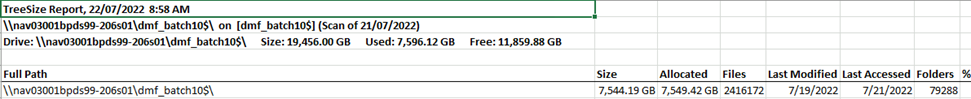 TreeSize Report, 22/07/2022 8:58 AM
\\nav03001bpds99-206s01\dmf_batch10$\ on [dmf_batch10$] (Scan of 21/07/2022)
Drive: \\nav03001bpds99-206s01\dmf_batch10$\ Size: 19,456.00 GB Used: 7,596.12 GB Free: 11,859.88 GB
Full Path Size Allocated Files Last Modified Last Accessed Folders %
\\nav03001bpds99-206s01\dmf_batch10$\ 7,544.19 GB 7,549.42 GB 2416172 7/19/2022 7/21/2022 79288